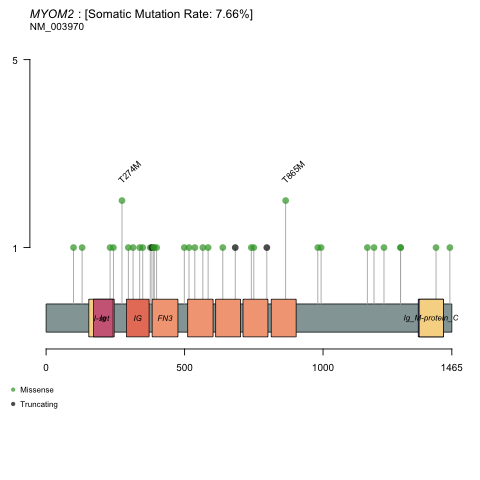 MYOM2 : [Somatic Mutation Rate: 7.66%]
NM_003970
5
T274M
T865M
1
IG
FN3
Ig_M-protein_C
0
500
1000
1465
Missense
Truncating